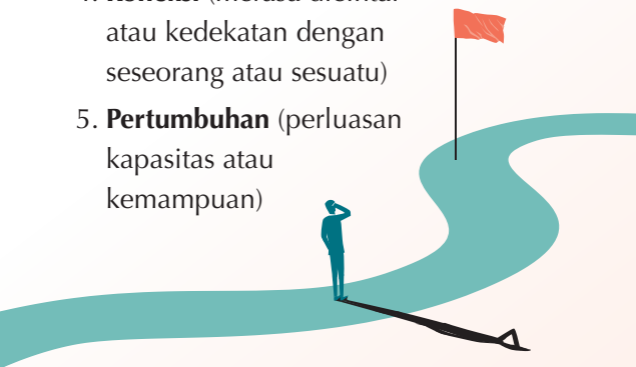 atau kedekatan dengan
seseorang atau sesuatu)
5. Pertumbuhan (perluasan
kapasitas atau
kemampuan)